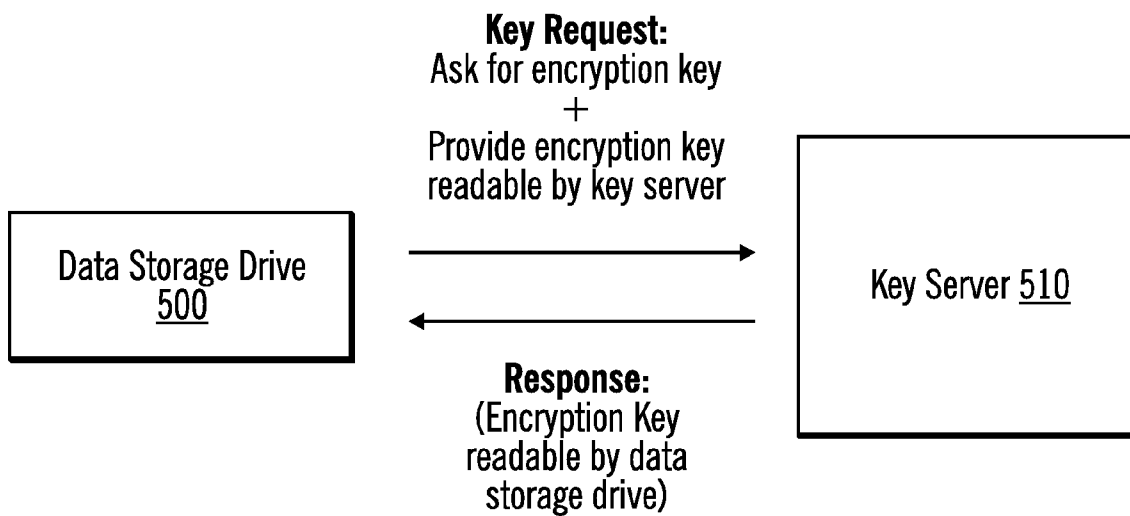 Key Request:
Ask for encryption key
+
Provide encryption key
readable by key server
Data Storage Drive
500
Key Server 510
Response:
(Encryption Key
readable by data
storage drive)